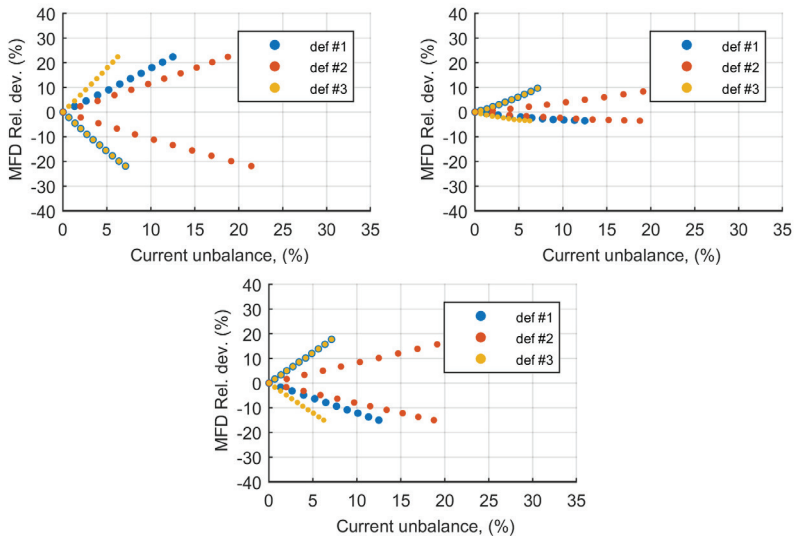 40
30
20
10
0
-10
-20
-30
-40
MFD Rel. dev. (%)
def #1
def #2
def #3
0 5 10 15 20 25 30 35
Current unbalance, (%)
40
30
20
10
0
-10
-20
-30
-40
MFD Rel. dev. (%)
def #1
def #2
def #3
0 5 10 15 20 25 30 35
Current unbalance, (%)
40
30
20
10
0
-10
-20
-30
-40
MFD Rel. dev. (%)
def #1
def #2
def #3
0 5 10 15 20 25 30 35
Current unbalance, (%)